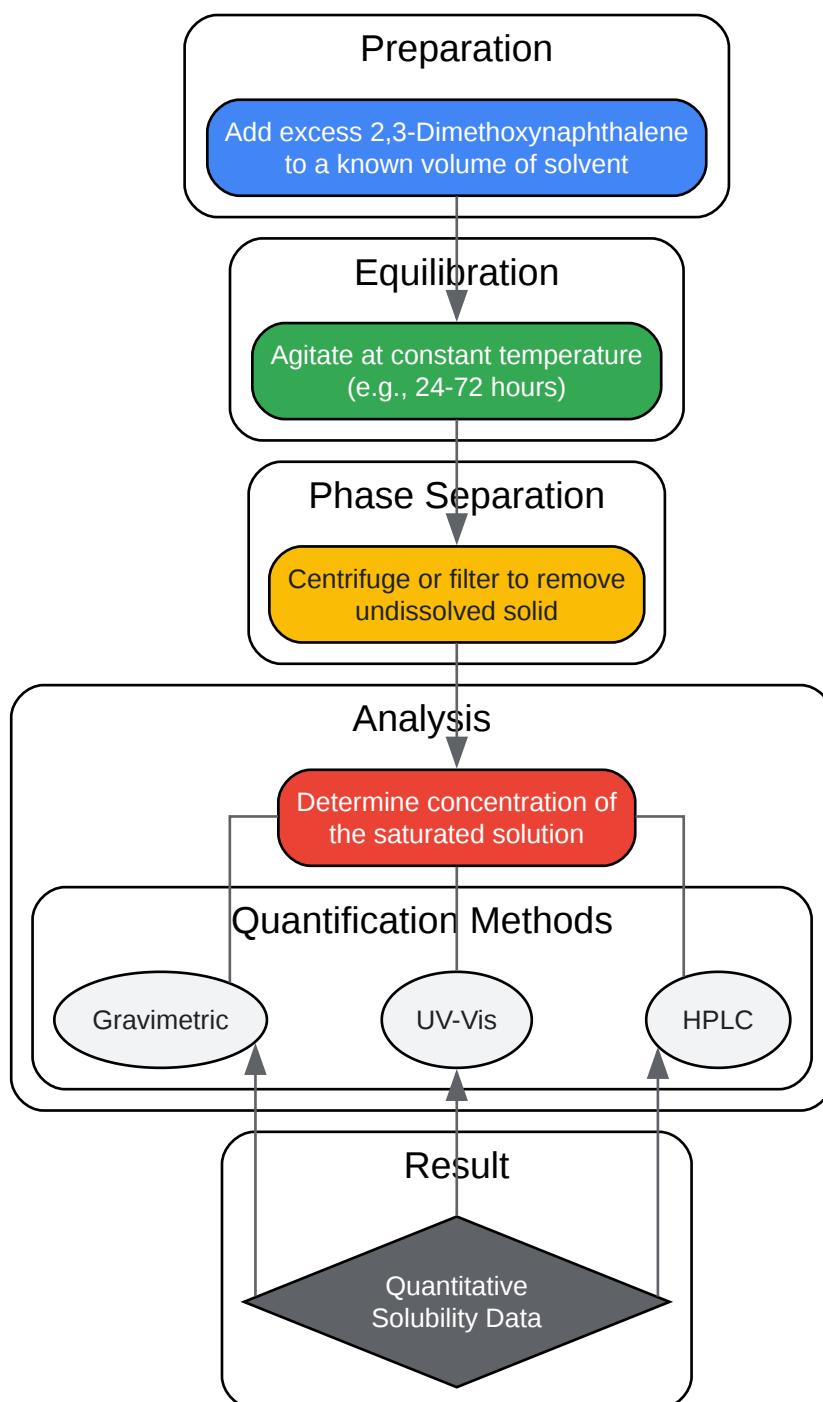 Preparation
Add excess 2,3-Dimethoxynaphthalene
to a known volume of solvent
Equilibration
Agitate at constant temperature
(e.g., 24-72 hours)
Phase Separation
Centrifuge or filter to remove
undissolved solid
Analysis
Determine concentration of
the saturated solution
Quantification Methods
Gravimetric
UV-Vis
HPLC
Result
Quantitative
Solubility Data